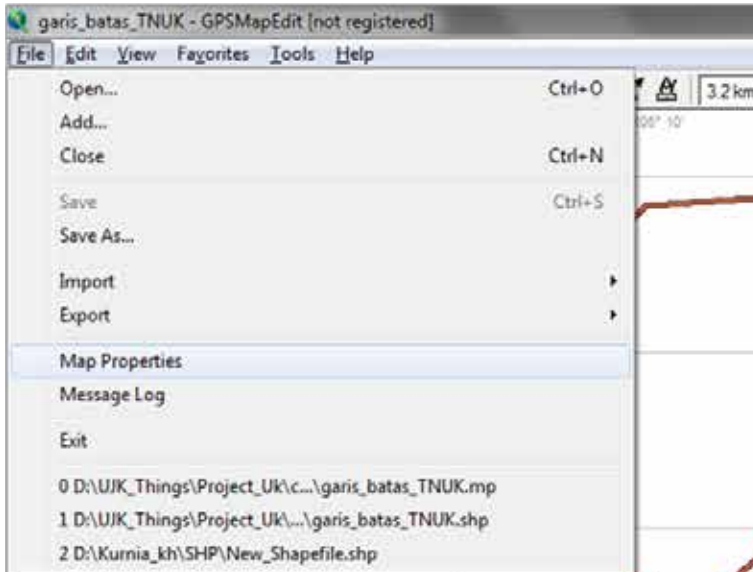 garis_batas_TNUK - GPSMapEdit [not registered]
File Edit View Favorites Tools Help
Open... Ctrl+O
3.2 km
Add...
Close Ctrl+N
Save Ctrl+S
Save As...
Import
Export
Map Properties
Message Log
Exit
0 D:\UJK_Things\Project_Uk\c...\garis_batas_TNUK.mp
1 D:\UJK_Things\Project_Uk\...\garis_batas_TNUK.shp
2 D:\Kurnia_kh\SHP\New_Shapefile.shp